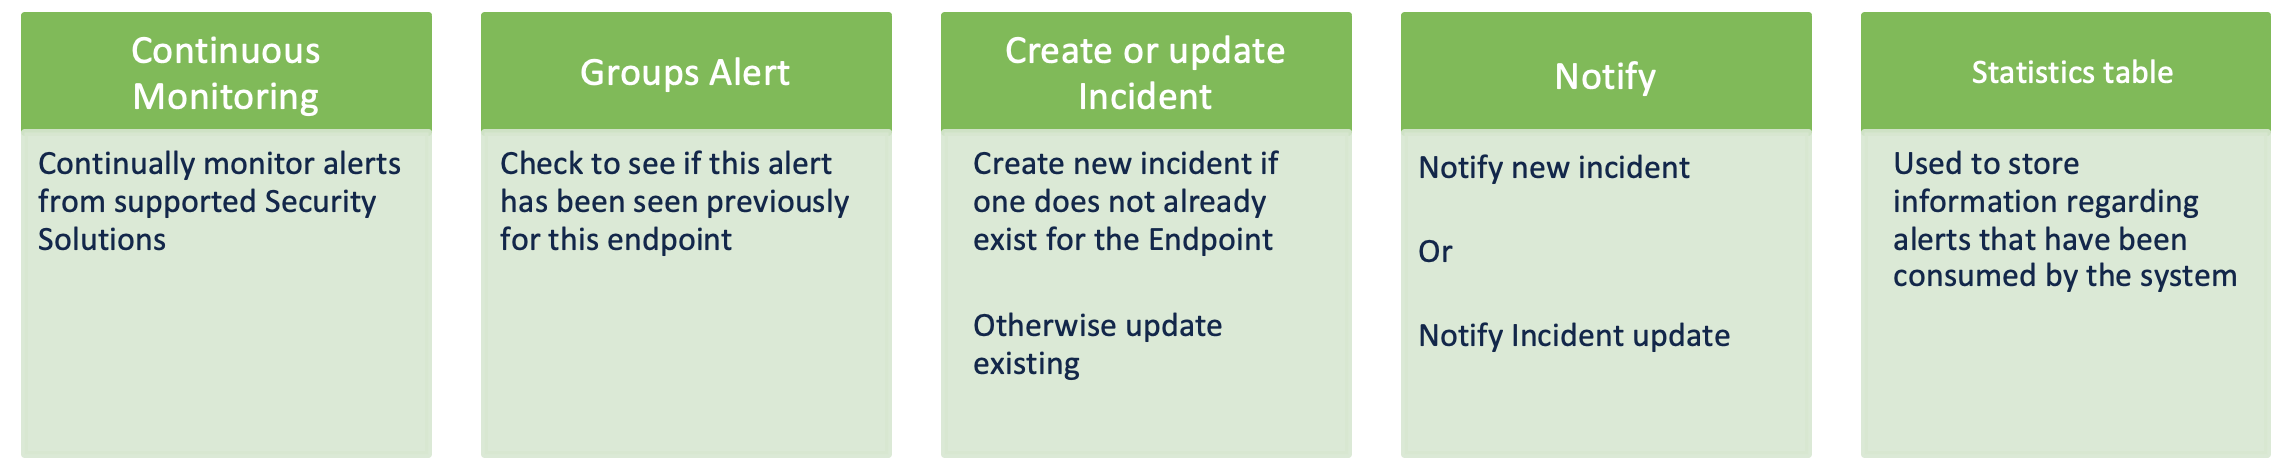 Continuous
Monitoring
Continually monitor alerts
from supported Security
Solutions
Groups Alert
Check to see if this alert
has been seen previously
for this endpoint
Create or update
Incident
Create new incident if
one does not already
exist for the Endpoint
Otherwise update
existing
Notify
Notify new incident
Or
Notify Incident update
Statistics table
Used to store
information regarding
alerts that have been
consumed by the system